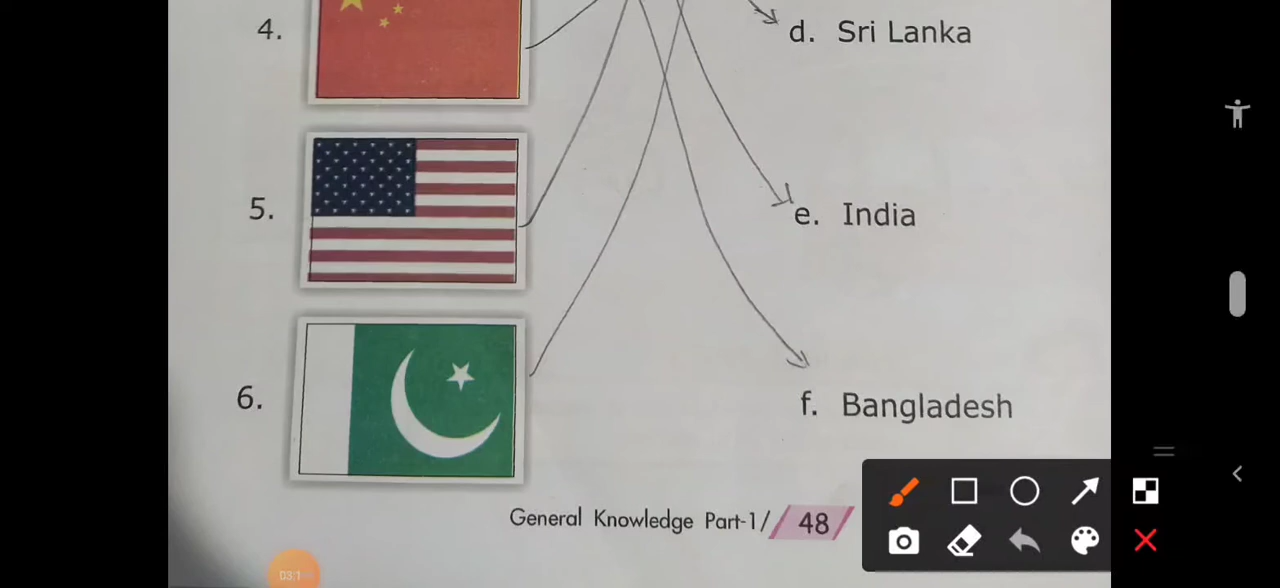 4.
d. Sri Lanka
5.
e. India
6.
f. Bangladesh
General Knowledge Part-1/ 48